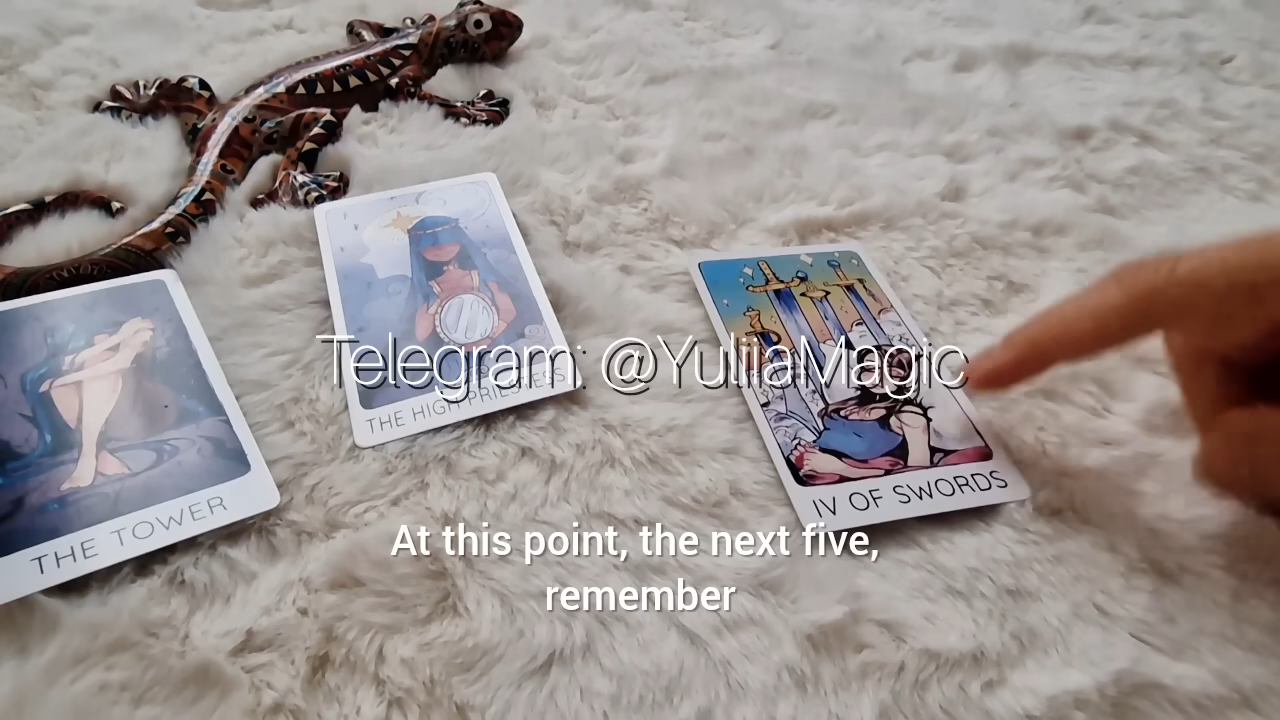 THE HIGH PRIESTESS
Telegram: @YuliiaMagic
IV OF SWORDS
THE TOWER
At this point, the next five,
remember